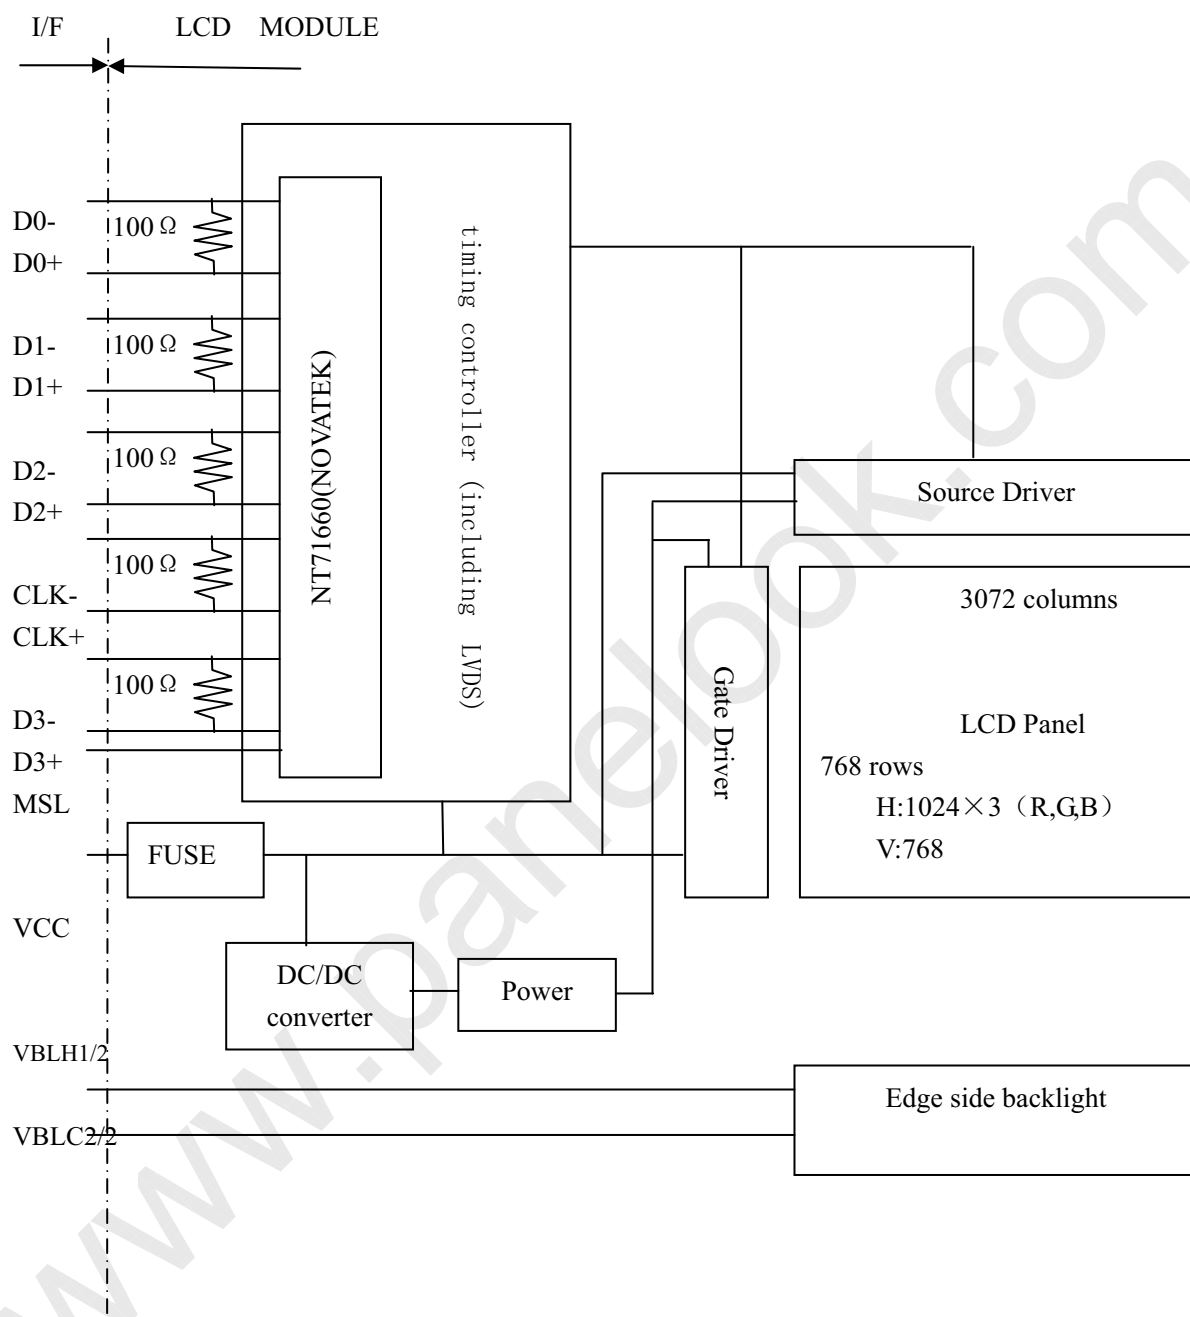 I/F LCD MODULE
D0-
100Ω
D0+
D1-
100Ω
D1+
D2-
100Ω
D2+
100Ω
CLK-
CLK+
100Ω
D3-
D3+
MSL
NT71660(NOVATEK)
timing controller (including LVDS)
Source Driver
Gate Driver
3072 columns
LCD Panel
768 rows
H:1024×3（R,G,B）
V:768
FUSE
VCC
DC/DC
converter
Power
VBLH1/2
VBLC2/2
Edge side backlight
www.panelook.com